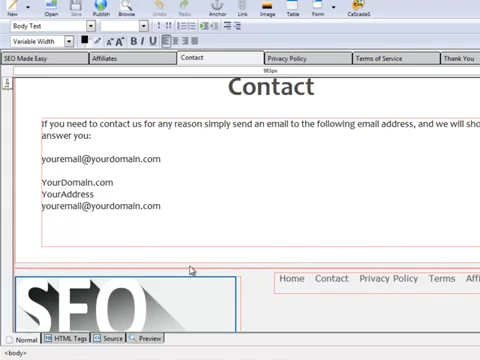 New Open Save Publish Browse Anchor Link Image Table Form CaScadeS
Body Text
Variable Width
SEO Made Easy Affiliates Contact Privacy Policy Terms of Service Thank You
963px
Contact
If you need to contact us for any reason simply send an email to the following email address, and we will sho
answer you:
youremail@yourdomain.com
YourDomain.com
YourAddress
youremail@yourdomain.com
Home Contact Privacy Policy Terms Affi
SEO
Normal HTML Tags Source Preview
<body>